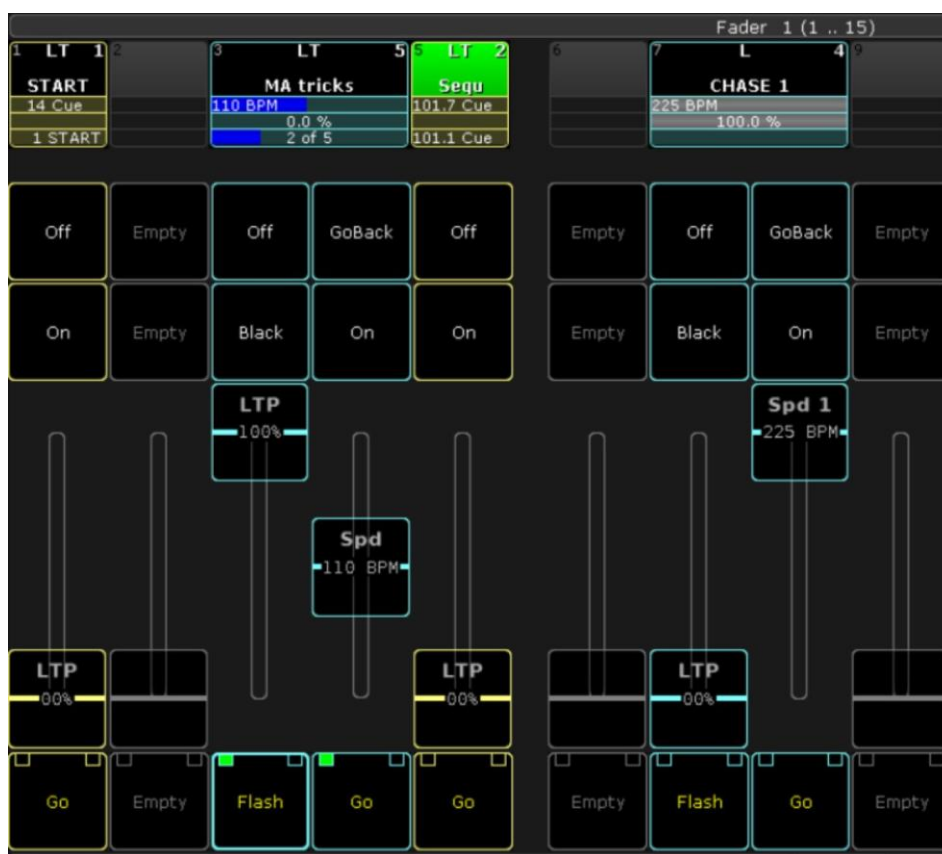 Fader 1 (1 .. 15)
1 LT 1 2 3 LT 5 5 LT 2 6 7 L 4 9
START MA tricks Sequ CHASE 1
14 Cue 110 BPM 101.7 Cue 225 BPM
0.0 % 100.0 %
1 START 2 of 5 101.1 Cue
Off Empty Off GoBack Off Empty Off GoBack Empty
On Empty Black On On Empty Black On Empty
LTP Spd 1
100% 225 BPM
Spd
110 BPM
LTP LTP LTP
00% 00% 00%
Go Empty Flash Go Go Empty Flash Go Empty